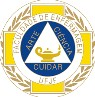 FACULDADE DE ENFERMAGEM
ARTE
CIÊNCIA
CUIDAR
UFJF